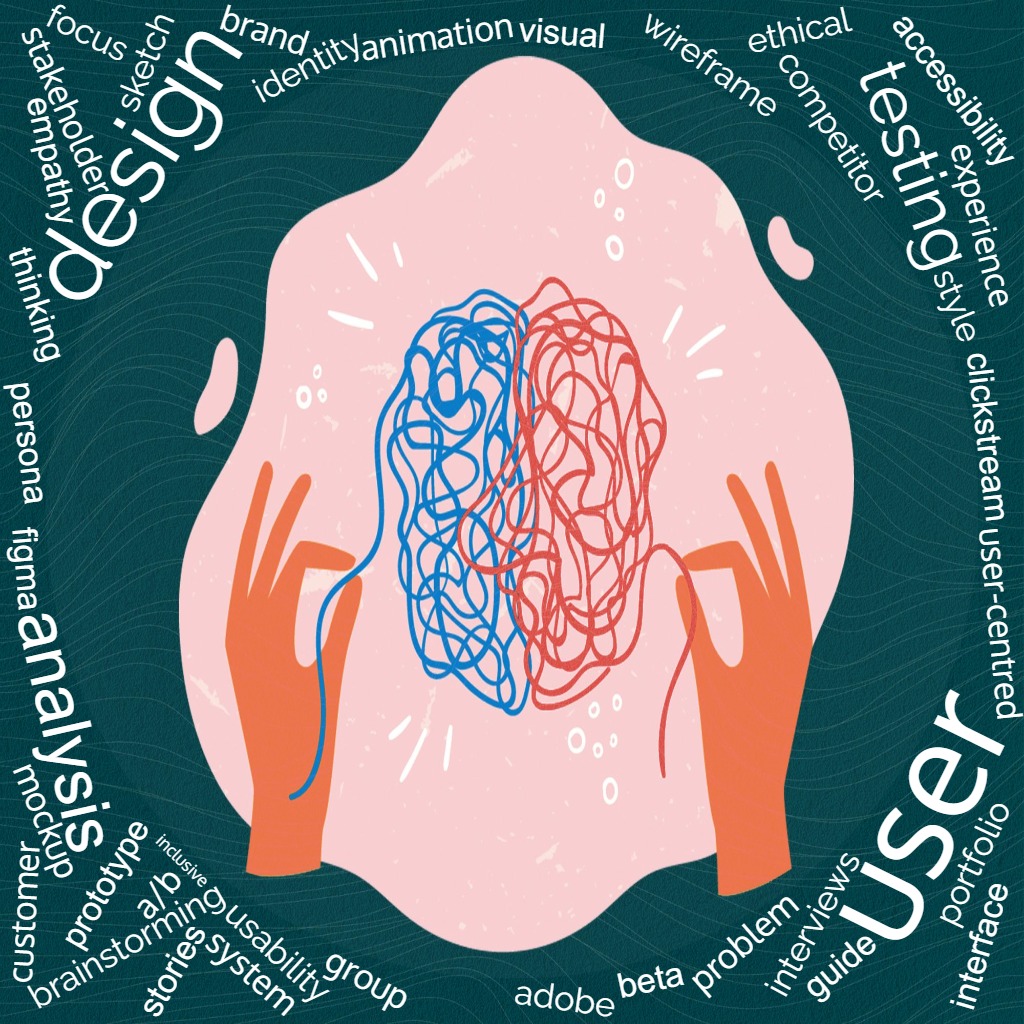 focus
sketch
stakeholder
empathy
design
brand
identity
animation
visual
wireframe
ethical
competitor
accessibility
testing
experience
style
thinking
persona
figma
analysis
mockup
customer
prototype
a/b
inclusive
brainstorming
stories
usability
system
group
adobe
beta
problem
interviews
guide
user
portfolio
interface
clickstream
user-centred